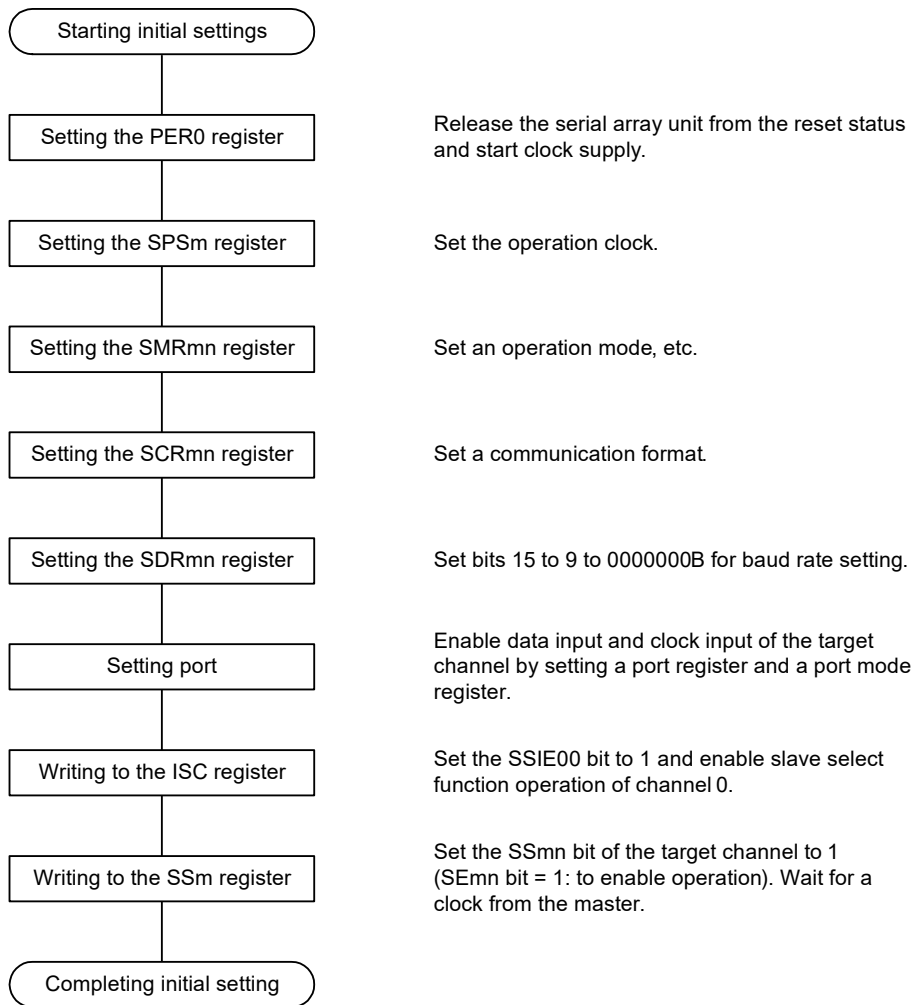 Starting initial settings
Setting the PER0 register
Release the serial array unit from the reset status
and start clock supply.
Setting the SPSm register
Set the operation clock.
Setting the SMRmn register
Set an operation mode, etc.
Setting the SCRmn register
Set a communication format.
Setting the SDRmn register
Set bits 15 to 9 to 0000000B for baud rate setting.
Setting port
Enable data input and clock input of the target
channel by setting a port register and a port mode
register.
Writing to the ISC register
Set the SSIE00 bit to 1 and enable slave select
function operation of channel 0.
Writing to the SSm register
Set the SSmn bit of the target channel to 1
(SEmn bit = 1: to enable operation). Wait for a
clock from the master.
Completing initial setting